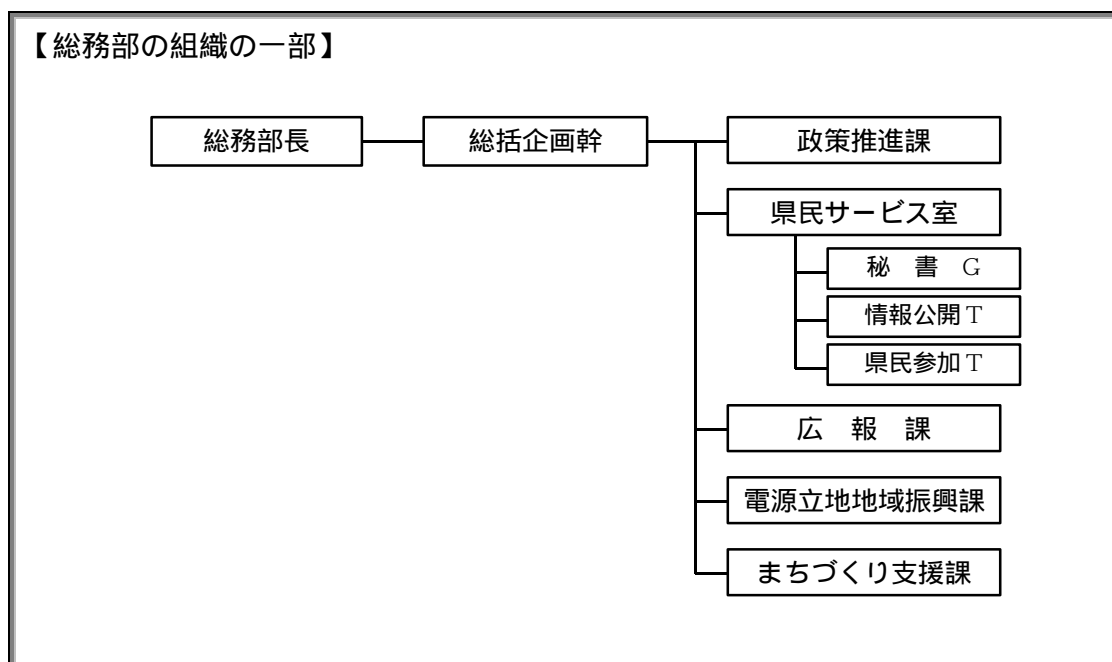 【総務部の組織の一部】
総務部長
総括企画幹
政策推進課
県民サービス室
秘 書 G
情報公開T
県民参加T
広 報 課
電源立地地域振興課
まちづくり支援課